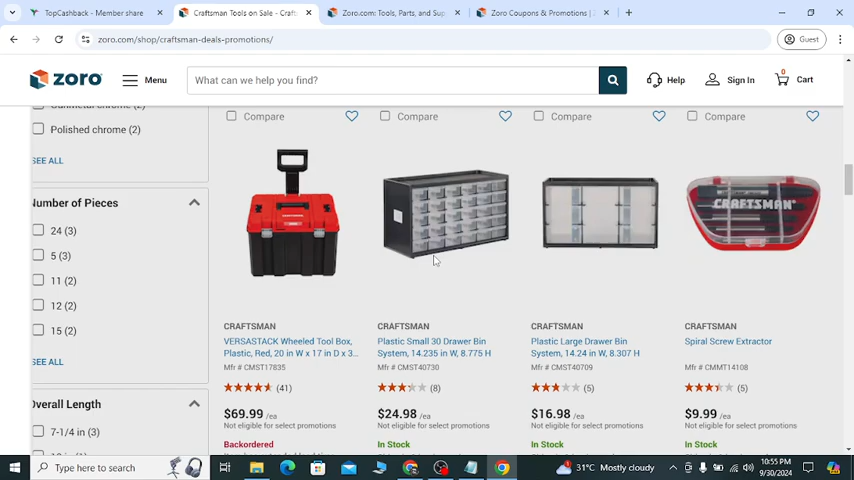 TopCashback - Member share
Craftsman Tools on Sale - Craft
Zoro.com: Tools, Parts, and Sup
Zoro Coupons & Promotions | Z
zoro.com/shop/craftsman-deals-promotions/
Guest
zoro
Menu
What can we help you find?
Help
Sign In
0
Cart
Gunmetal chrome (2)
Polished chrome (2)
SEE ALL
Number of Pieces
24 (3)
5 (3)
11 (2)
12 (2)
15 (2)
SEE ALL
Overall Length
7-1/4 in (3)
Compare
Compare
Compare
Compare
CRAFTSMAN
CRAFTSMAN
VERSASTACK Wheeled Tool Box,
Plastic, Red, 20 in W x 17 in D x 3...
Mfr # CMST17835
(41)
$69.99 /ea
Not eligible for select promotions
Backordered
CRAFTSMAN
Plastic Small 30 Drawer Bin
System, 14.235 in W, 8.775 H
Mfr # CMST40730
(8)
$24.98 /ea
Not eligible for select promotions
In Stock
CRAFTSMAN
Plastic Large Drawer Bin
System, 14.24 in W, 8.307 H
Mfr # CMST40709
(5)
$16.98 /ea
Not eligible for select promotions
In Stock
CRAFTSMAN
Spiral Screw Extractor
Mfr # CMMT14108
(5)
$9.99 /ea
Not eligible for select promotions
In Stock
Type here to search
31°C Mostly cloudy
10:55 PM
9/30/2024